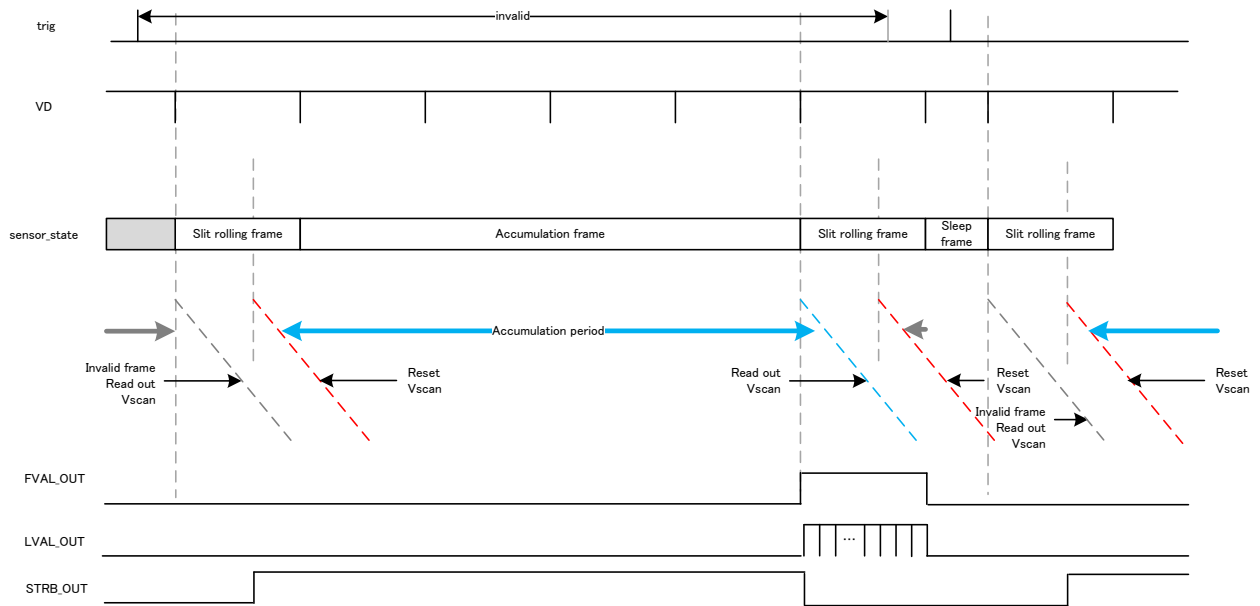 trig
invalid
VD
sensor_state
Slit rolling frame
Accumulation frame
Slit rolling frame
Sleep
frame
Slit rolling frame
Accumulation period
Invalid frame
Read out
Vscan
Reset
Vscan
Read out
Vscan
Reset
Vscan
Invalid frame
Read out
Vscan
Reset
Vscan
FVAL_OUT
LVAL_OUT
...
STRB_OUT